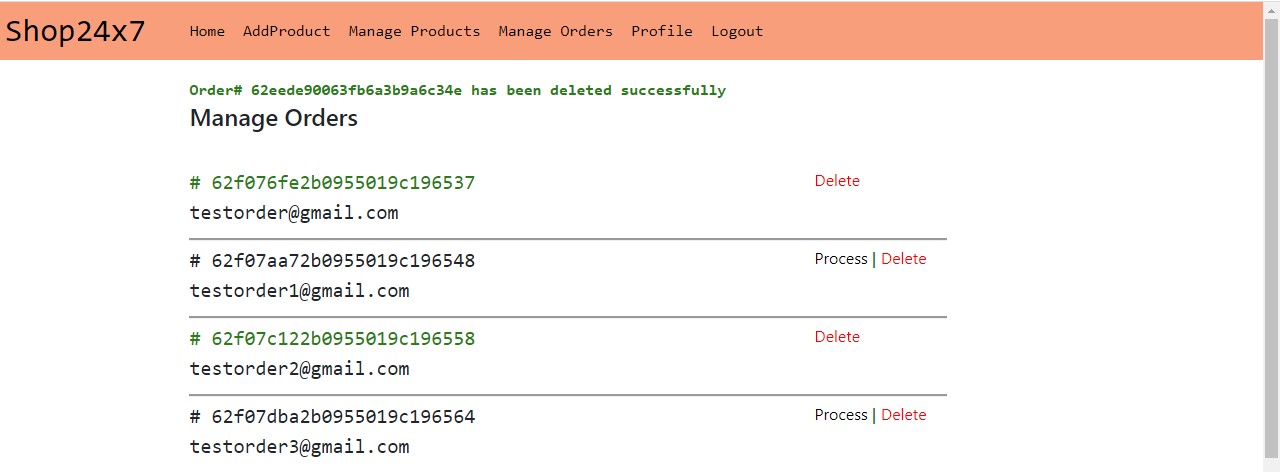 Shop24x7 Home AddProduct Manage Products Manage Orders Profile Logout
Order# 62eede90063fb6a3b9a6c34e has been deleted successfully
Manage Orders
# 62f076fe2b0955019c196537 Delete
testorder@gmail.com
# 62f07aa72b0955019c196548 Process | Delete
testorder1@gmail.com
# 62f07c122b0955019c196558 Delete
testorder2@gmail.com
# 62f07dba2b0955019c196564 Process | Delete
testorder3@gmail.com